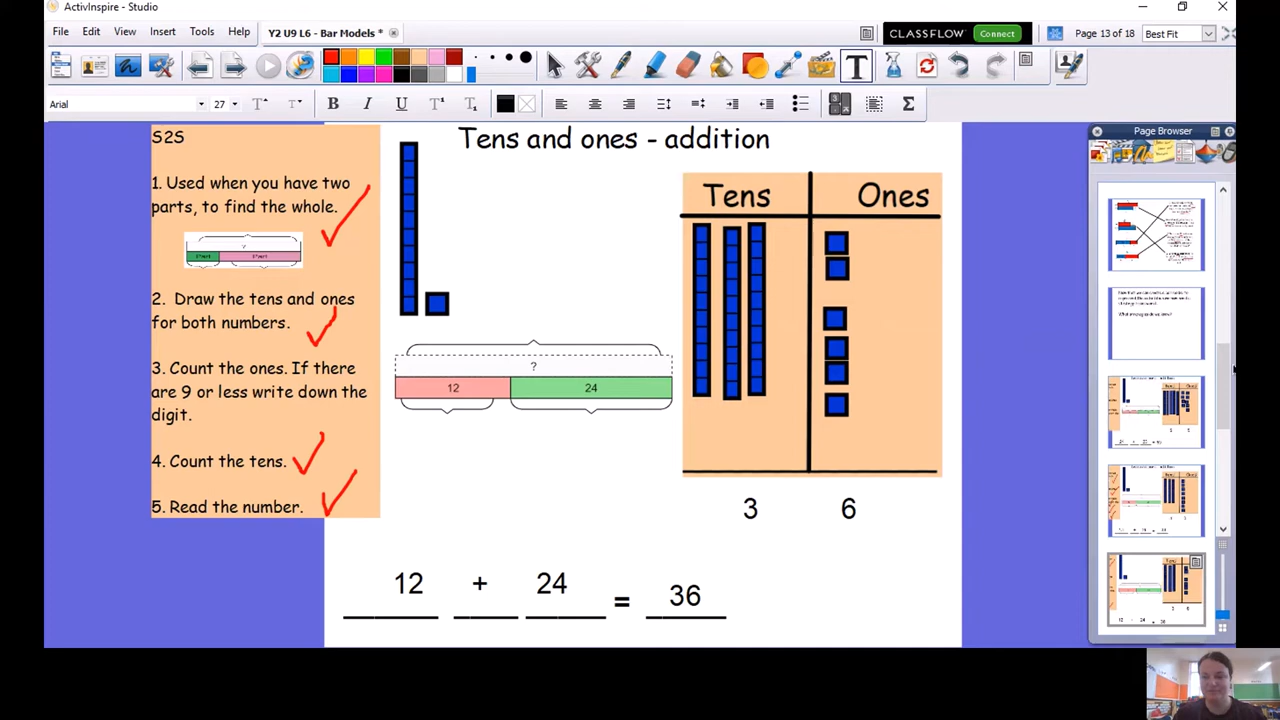 ActivInspire - Studio
File Edit View Insert Tools Help
Y2 U9 L6 - Bar Models *
CLASSFLOW Connect
Page 13 of 18
Best Fit
Arial
27
B I U
Page Browser
S2S
1. Used when you have two
parts, to find the whole.
2. Draw the tens and ones
for both numbers.
3. Count the ones. If there
are 9 or less write down the
digit.
4. Count the tens.
5. Read the number.
Tens and ones - addition
?
12 24
Tens Ones
3 6
12 + 24 = 36